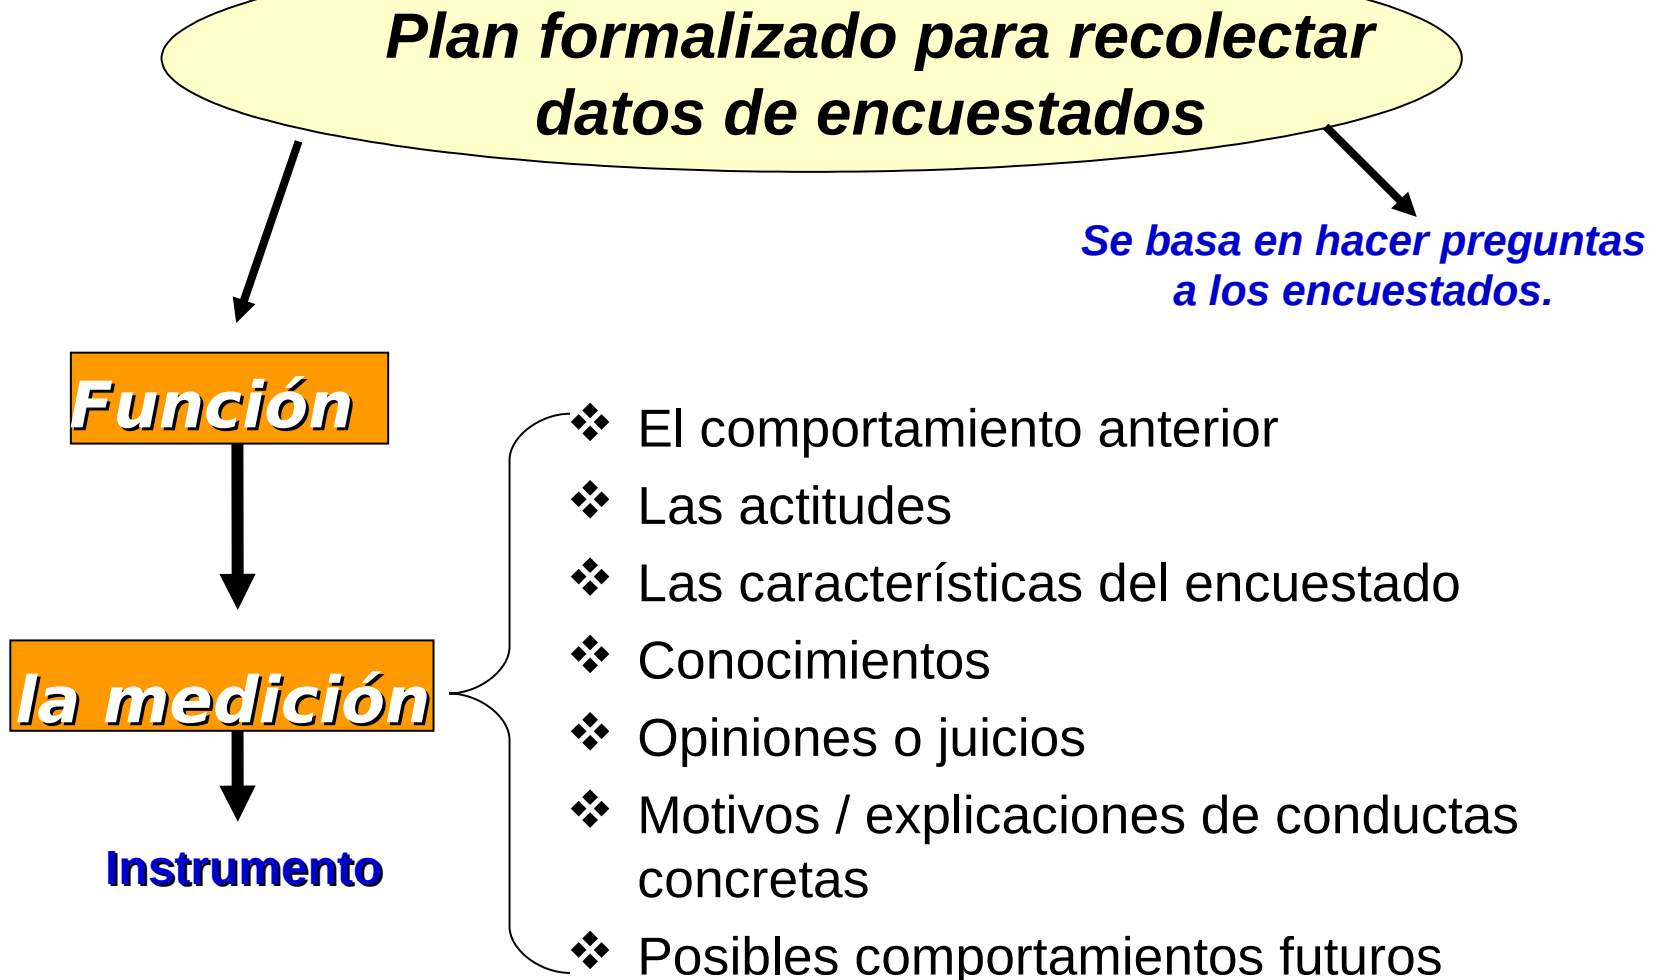 Plan formalizado para recolectar
datos de encuestados
Se basa en hacer preguntas
a los encuestados.
Función
la medición
Instrumento
❖ El comportamiento anterior
❖ Las actitudes
❖ Las características del encuestado
❖ Conocimientos
❖ Opiniones o juicios
❖ Motivos / explicaciones de conductas
concretas
❖ Posibles comportamientos futuros